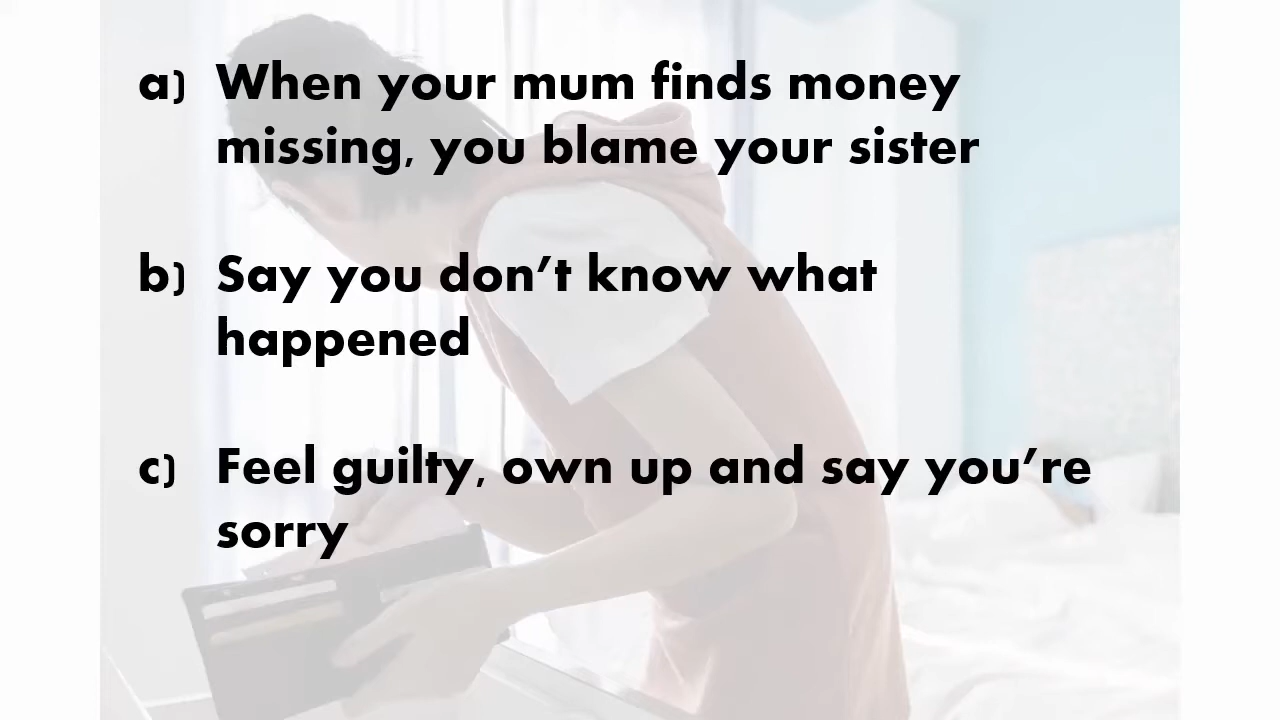 a) When your mum finds money
missing, you blame your sister
b) Say you don’t know what
happened
c) Feel guilty, own up and say you’re
sorry